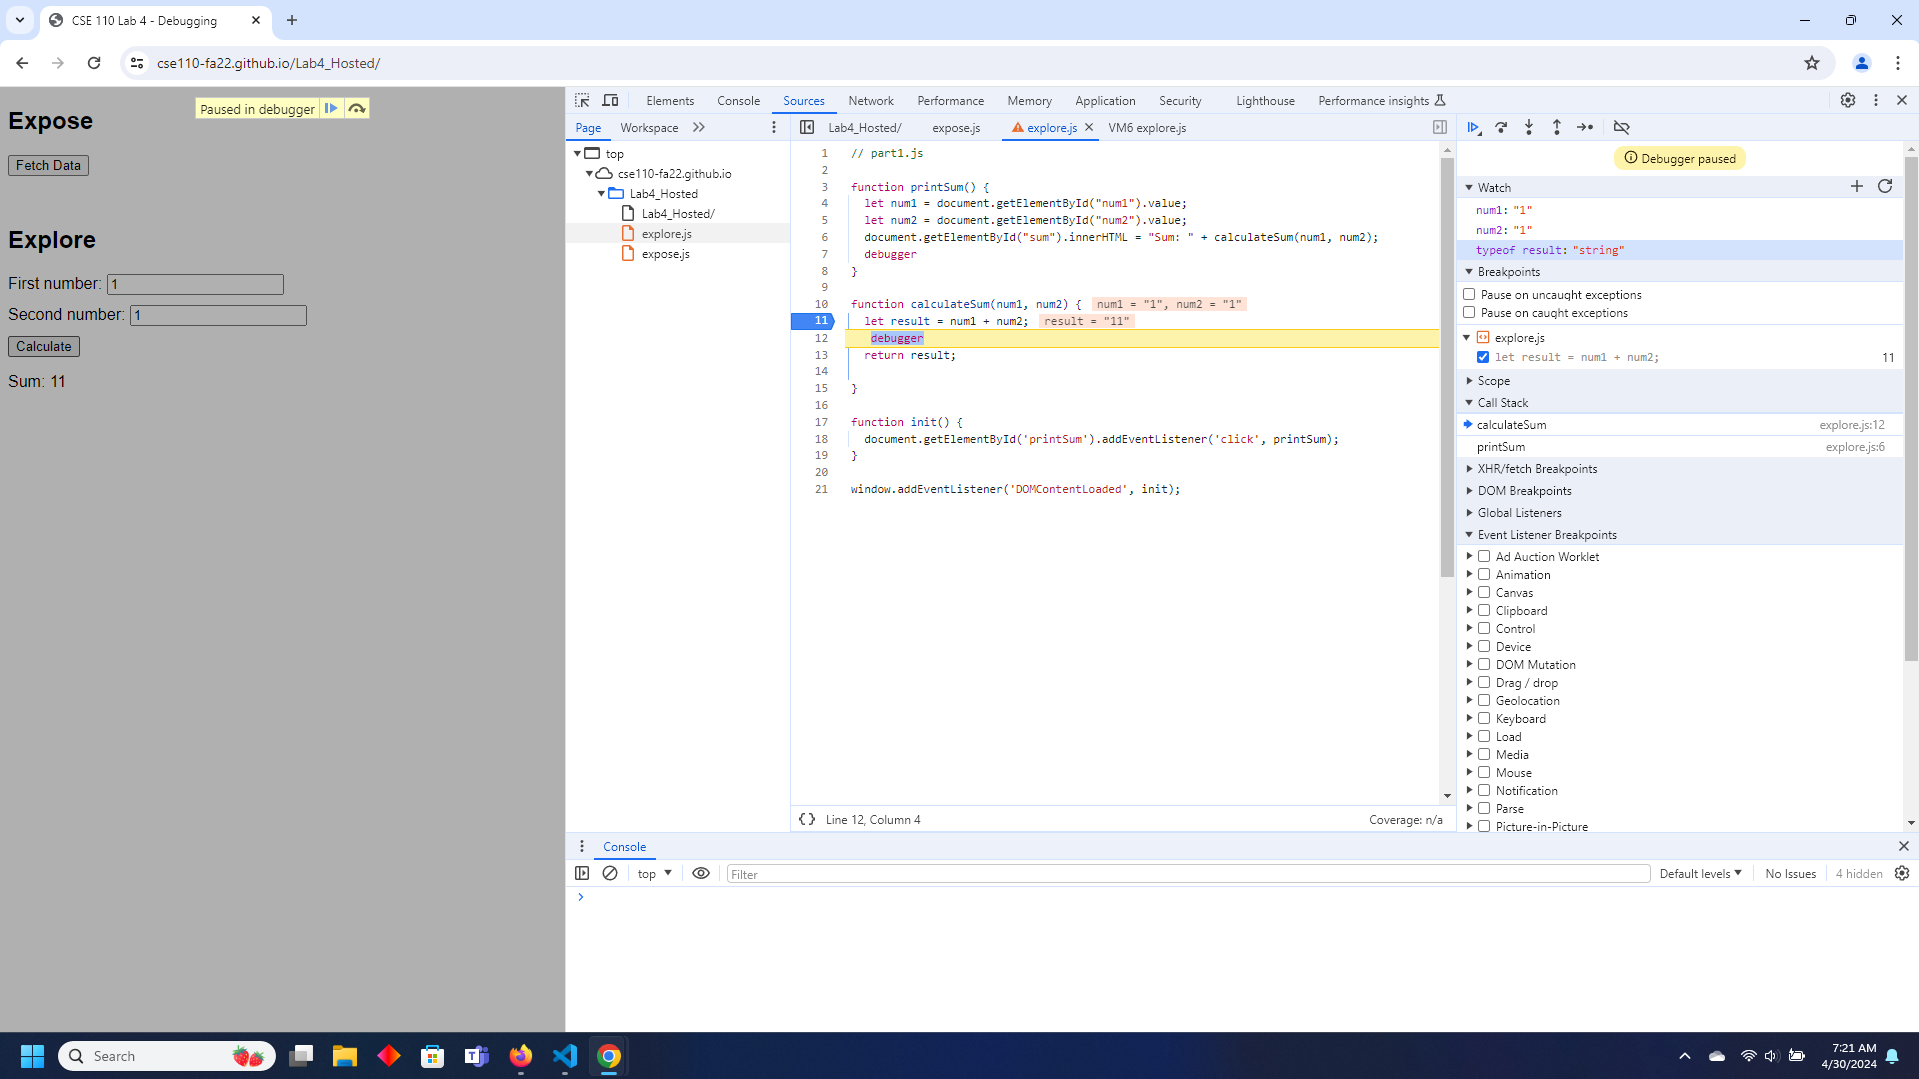 CSE 110 Lab 4 - Debugging
cse110-fa22.github.io/Lab4_Hosted/
Expose
Paused in debugger
Fetch Data
Explore
First number: 1
Second number: 1
Calculate
Sum: 11
Elements Console Sources Network Performance Memory Application Security Lighthouse Performance insights
Page Workspace
top
cse110-fa22.github.io
Lab4_Hosted
Lab4_Hosted/
explore.js
expose.js
Lab4_Hosted/ expose.js explore.js VM6 explore.js
1 // part1.js
2
3 function printSum() {
4 let num1 = document.getElementById("num1").value;
5 let num2 = document.getElementById("num2").value;
6 document.getElementById("sum").innerHTML = "Sum: " + calculateSum(num1, num2);
7 debugger
8 }
9
10 function calculateSum(num1, num2) { num1 = "1", num2 = "1"
11 let result = num1 + num2; result = "11"
12 debugger
13 return result;
14
15 }
16
17 function init() {
18 document.getElementById('printSum').addEventListener('click', printSum);
19 }
20
21 window.addEventListener('DOMContentLoaded', init);
{} Line 12, Column 4 Coverage: n/a
Debugger paused
Watch
num1: "1"
num2: "1"
typeof result: "string"
Breakpoints
Pause on uncaught exceptions
Pause on caught exceptions
explore.js
let result = num1 + num2; 11
Scope
Call Stack
calculateSum explore.js:12
printSum explore.js:6
XHR/fetch Breakpoints
DOM Breakpoints
Global Listeners
Event Listener Breakpoints
Ad Auction Worklet
Animation
Canvas
Clipboard
Control
Device
DOM Mutation
Drag / drop
Geolocation
Keyboard
Load
Media
Mouse
Notification
Parse
Picture-in-Picture
Console
top Filter Default levels No Issues 4 hidden
Search
7:21 AM
4/30/2024